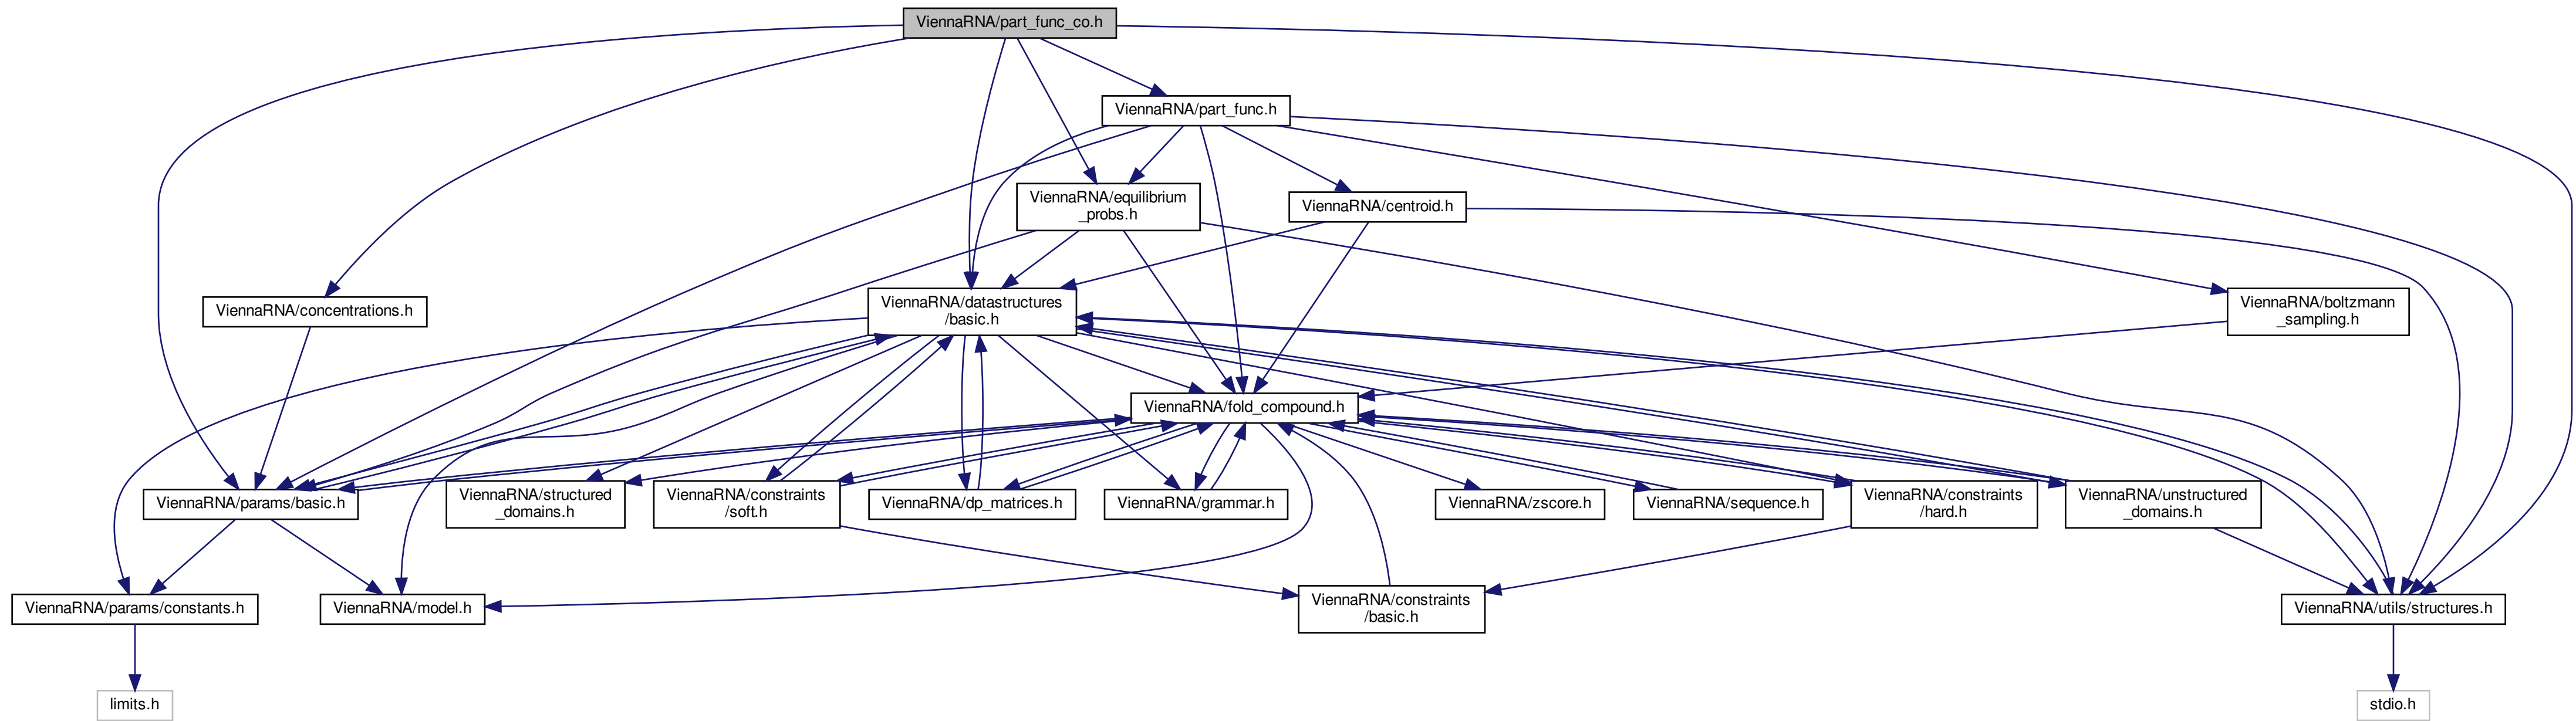 ViennaRNA/part_func_co.h
ViennaRNA/part_func.h
ViennaRNA/equilibrium
_probs.h
ViennaRNA/centroid.h
ViennaRNA/concentrations.h
ViennaRNA/datastructures
/basic.h
ViennaRNA/boltzmann
_sampling.h
ViennaRNA/fold_compound.h
ViennaRNA/params/basic.h
ViennaRNA/structured
_domains.h
ViennaRNA/constraints
/soft.h
ViennaRNA/dp_matrices.h
ViennaRNA/grammar.h
ViennaRNA/zscore.h
ViennaRNA/sequence.h
ViennaRNA/constraints
/hard.h
ViennaRNA/unstructured
_domains.h
ViennaRNA/params/constants.h
ViennaRNA/model.h
ViennaRNA/constraints
/basic.h
ViennaRNA/utils/structures.h
limits.h
stdio.h